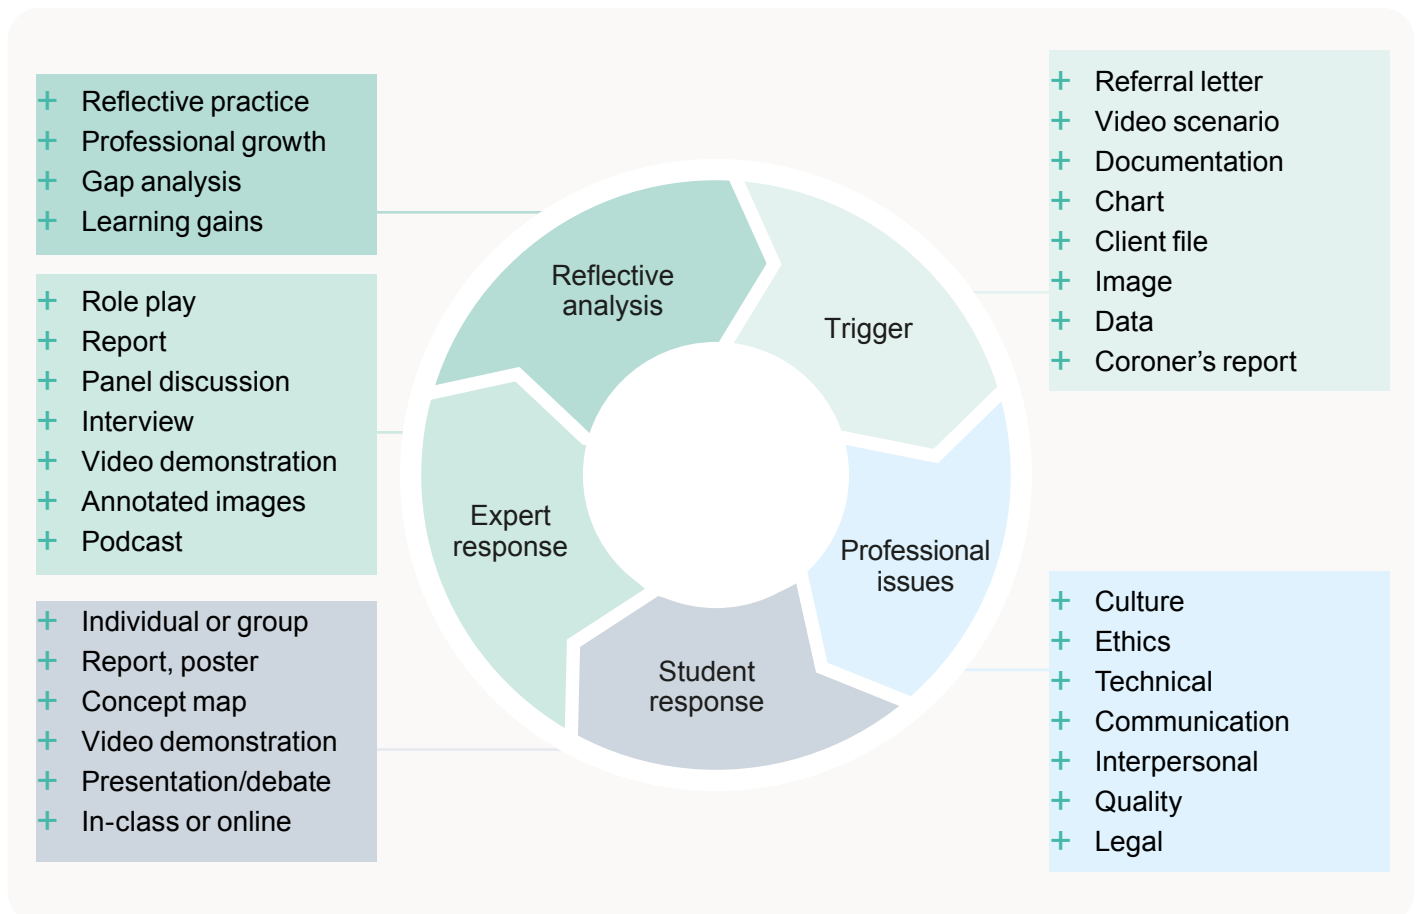 + Reflective practice
+ Professional growth
+ Gap analysis
+ Learning gains
+ Role play
+ Report
+ Panel discussion
+ Interview
+ Video demonstration
+ Annotated images
+ Podcast
+ Individual or group
+ Report, poster
+ Concept map
+ Video demonstration
+ Presentation/debate
+ In-class or online
Reflective
analysis
Trigger
Expert
response
Professional
issues
Student
response
+ Referral letter
+ Video scenario
+ Documentation
+ Chart
+ Client file
+ Image
+ Data
+ Coroner’s report
+ Culture
+ Ethics
+ Technical
+ Communication
+ Interpersonal
+ Quality
+ Legal